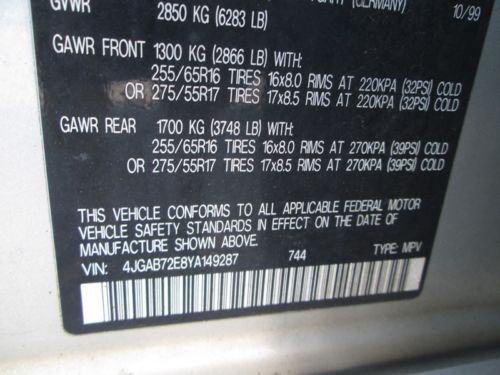 (GERMANY) 10/99
GVWR 2850 KG (6283 LB)
GAWR FRONT 1300 KG (2866 LB) WITH:
255/65R16 TIRES 16x8.0 RIMS AT 220KPA (32PSI) COLD
OR 275/55R17 TIRES 17x8.5 RIMS AT 220KPA (32PSI) COLD
GAWR REAR 1700 KG (3748 LB) WITH:
255/65R16 TIRES 16x8.0 RIMS AT 270KPA (39PSI) COLD
OR 275/55R17 TIRES 17x8.5 RIMS AT 270KPA (39PSI) COLD
THIS VEHICLE CONFORMS TO ALL APPLICABLE FEDERAL MOTOR
VEHICLE SAFETY STANDARDS IN EFFECT ON THE DATE OF
MANUFACTURE SHOWN ABOVE.
VIN: 4JGAB72E8YA149287 744 TYPE: MPV